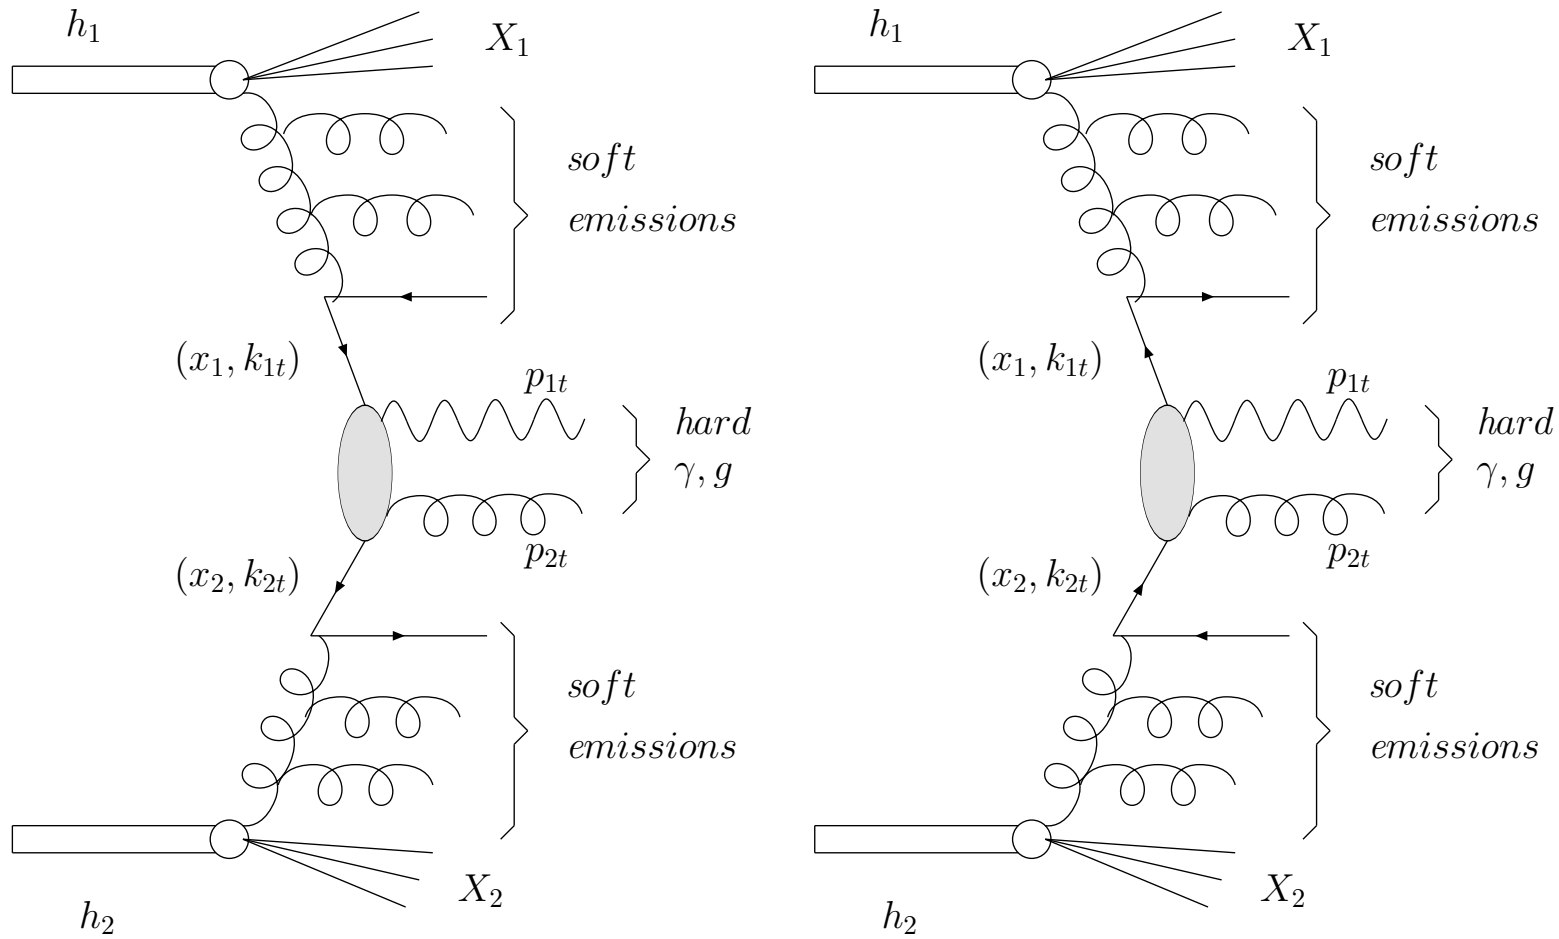 h₁
X₁
soft
emissions
(x₁, k₁ₜ)
p₁ₜ
hard
γ, g
p₂ₜ
(x₂, k₂ₜ)
soft
emissions
X₂
h₂
h₁
X₁
soft
emissions
(x₁, k₁ₜ)
p₁ₜ
hard
γ, g
p₂ₜ
(x₂, k₂ₜ)
soft
emissions
X₂
h₂